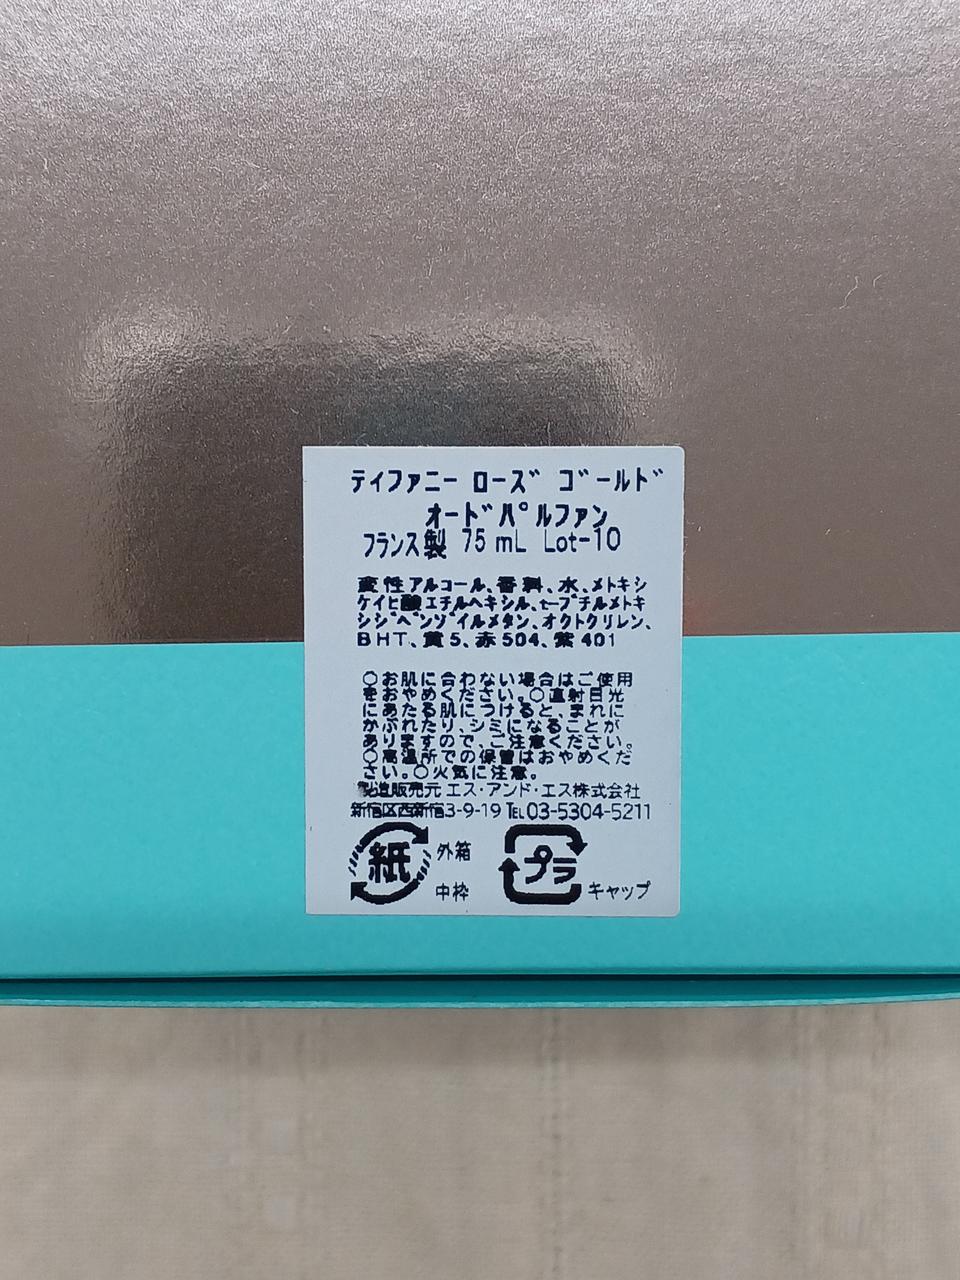 ティファニー ローズ ゴールド
オードパルファン
フランス製 75 mL Lot-10
変性アルコール、香料、水、メトキシ
ケイヒ酸エチルヘキシル、t-ブチルメトキ
シジベンゾイルメタン、オクトクリレン、
BHT、黄5、赤504、紫401
○お肌に合わない場合はご使用
をおやめください。○直射日光
にあたる肌につけると、まれに
かぶれたり、シミになることが
ありますので、ご注意ください。
○高温所での保管はおやめくだ
さい。○火気に注意。
製造販売元 エス・アンド・エス株式会社
新宿区西新宿3-9-19 TEL03-5304-5211
紙 外箱 プラ
中枠 キャップ